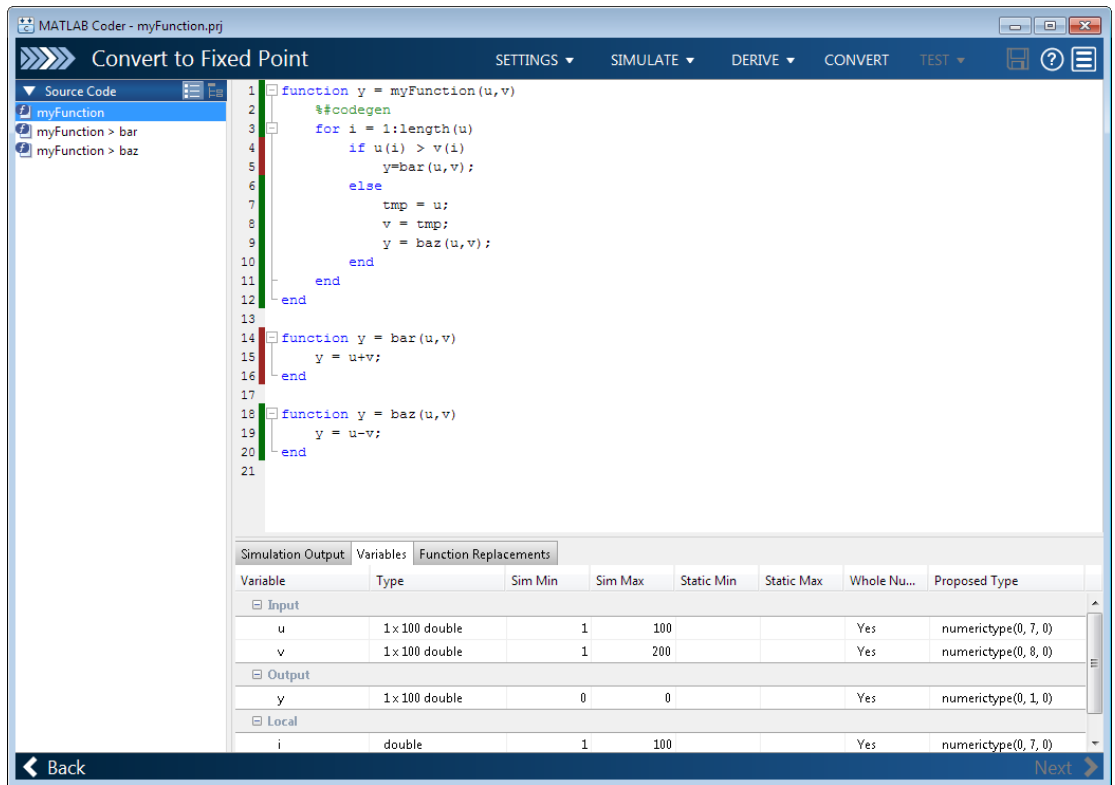 MATLAB Coder - myFunction.prj
Convert to Fixed Point SETTINGS SIMULATE DERIVE CONVERT TEST
Source Code
myFunction
myFunction > bar
myFunction > baz
1 function y = myFunction(u,v)
2 %#codegen
3 for i = 1:length(u)
4 if u(i) > v(i)
5 y=bar(u,v);
6 else
7 tmp = u;
8 v = tmp;
9 y = baz(u,v);
10 end
11 end
12 end
13
14 function y = bar(u,v)
15 y = u+v;
16 end
17
18 function y = baz(u,v)
19 y = u-v;
20 end
21
Simulation Output Variables Function Replacements
Variable Type Sim Min Sim Max Static Min Static Max Whole Nu... Proposed Type
Input
u 1 x 100 double 1 100 Yes numerictype(0, 7, 0)
v 1 x 100 double 1 200 Yes numerictype(0, 8, 0)
Output
y 1 x 100 double 0 0 Yes numerictype(0, 1, 0)
Local
i double 1 100 Yes numerictype(0, 7, 0)
Back Next